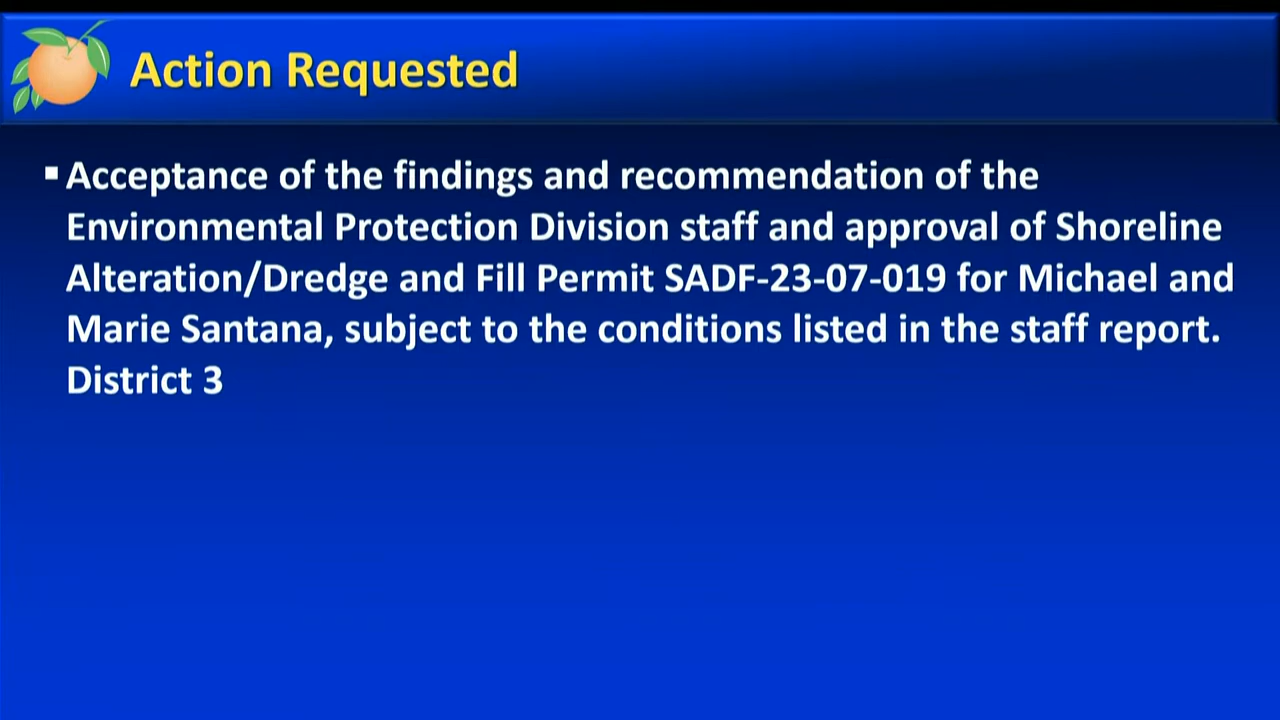 Action Requested
▪ Acceptance of the findings and recommendation of the
Environmental Protection Division staff and approval of Shoreline
Alteration/Dredge and Fill Permit SADF-23-07-019 for Michael and
Marie Santana, subject to the conditions listed in the staff report.
District 3